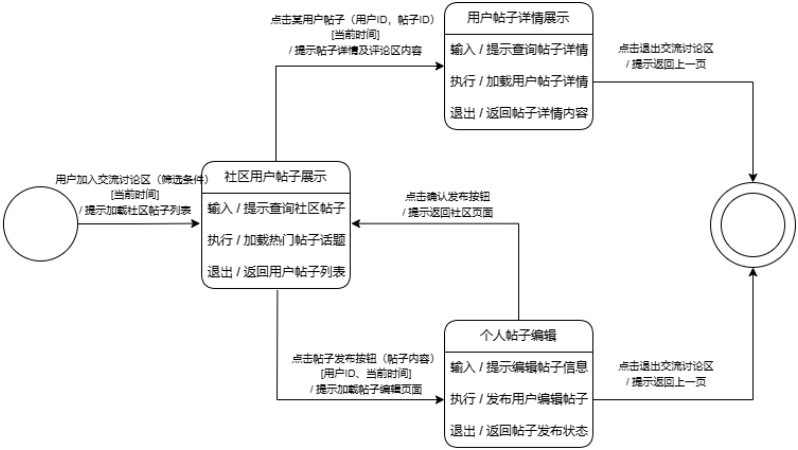 点击某用户帖子（用户ID，帖子ID）
[当前时间]
/ 提示帖子详情及评论区内容
用户帖子详情展示
输入 / 提示查询帖子详情
执行 / 加载用户帖子详情
退出 / 返回帖子详情内容
点击退出交流讨论区
/ 提示返回上一页
用户加入交流讨论区（筛选条件）
[当前时间]
/ 提示加载社区帖子列表
社区用户帖子展示
输入 / 提示查询社区帖子
执行 / 加载热门帖子话题
退出 / 返回用户帖子列表
点击确认发布按钮
/ 提示返回社区页面
点击帖子发布按钮（帖子内容）
[用户ID、当前时间]
/ 提示加载帖子编辑页面
个人帖子编辑
输入 / 提示编辑帖子信息
执行 / 发布用户编辑帖子
退出 / 返回帖子发布状态
点击退出交流讨论区
/ 提示返回上一页